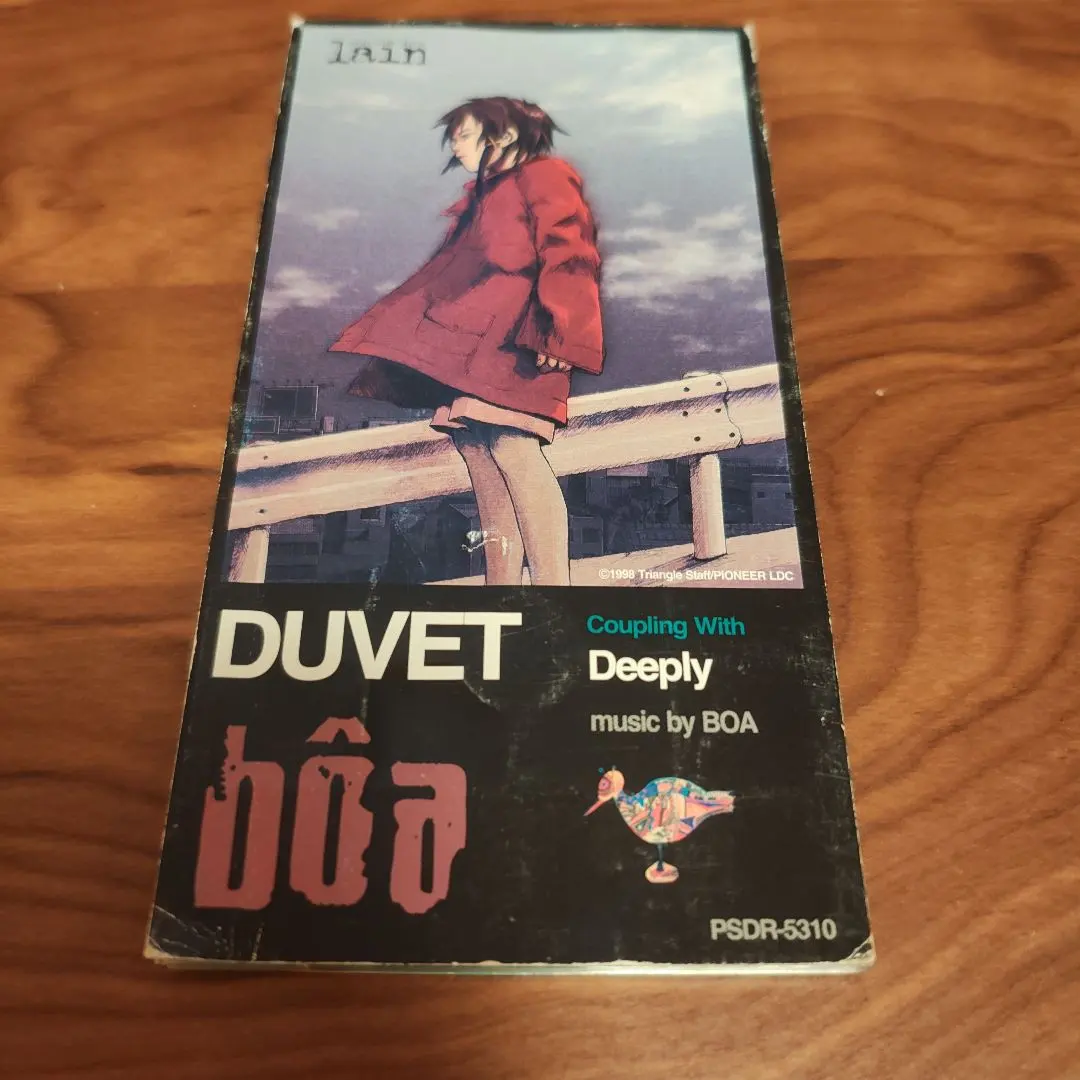 lain
©1998 Triangle Staff/PIONEER LDC
DUVET
Coupling With
Deeply
music by BOA
bôa
PSDR-5310